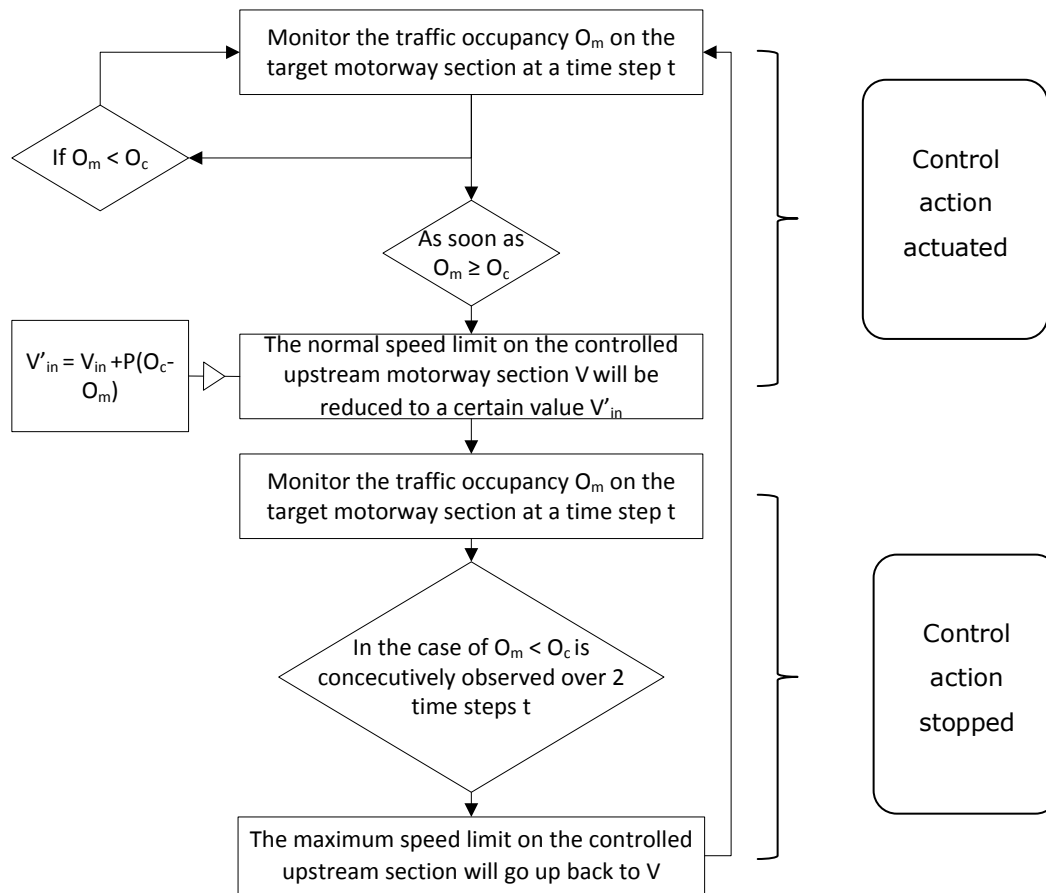 Monitor the traffic occupancy Om on the
target motorway section at a time step t
If Om < Oc
As soon as
Om ≥ Oc
Control
action
actuated
V’in = Vin +P(Oc-
Om)
The normal speed limit on the controlled
upstream motorway section V will be
reduced to a certain value V’in
Monitor the traffic occupancy Om on the
target motorway section at a time step t
In the case of Om < Oc is
concecutively observed over 2
time steps t
Control
action
stopped
The maximum speed limit on the controlled
upstream section will go up back to V